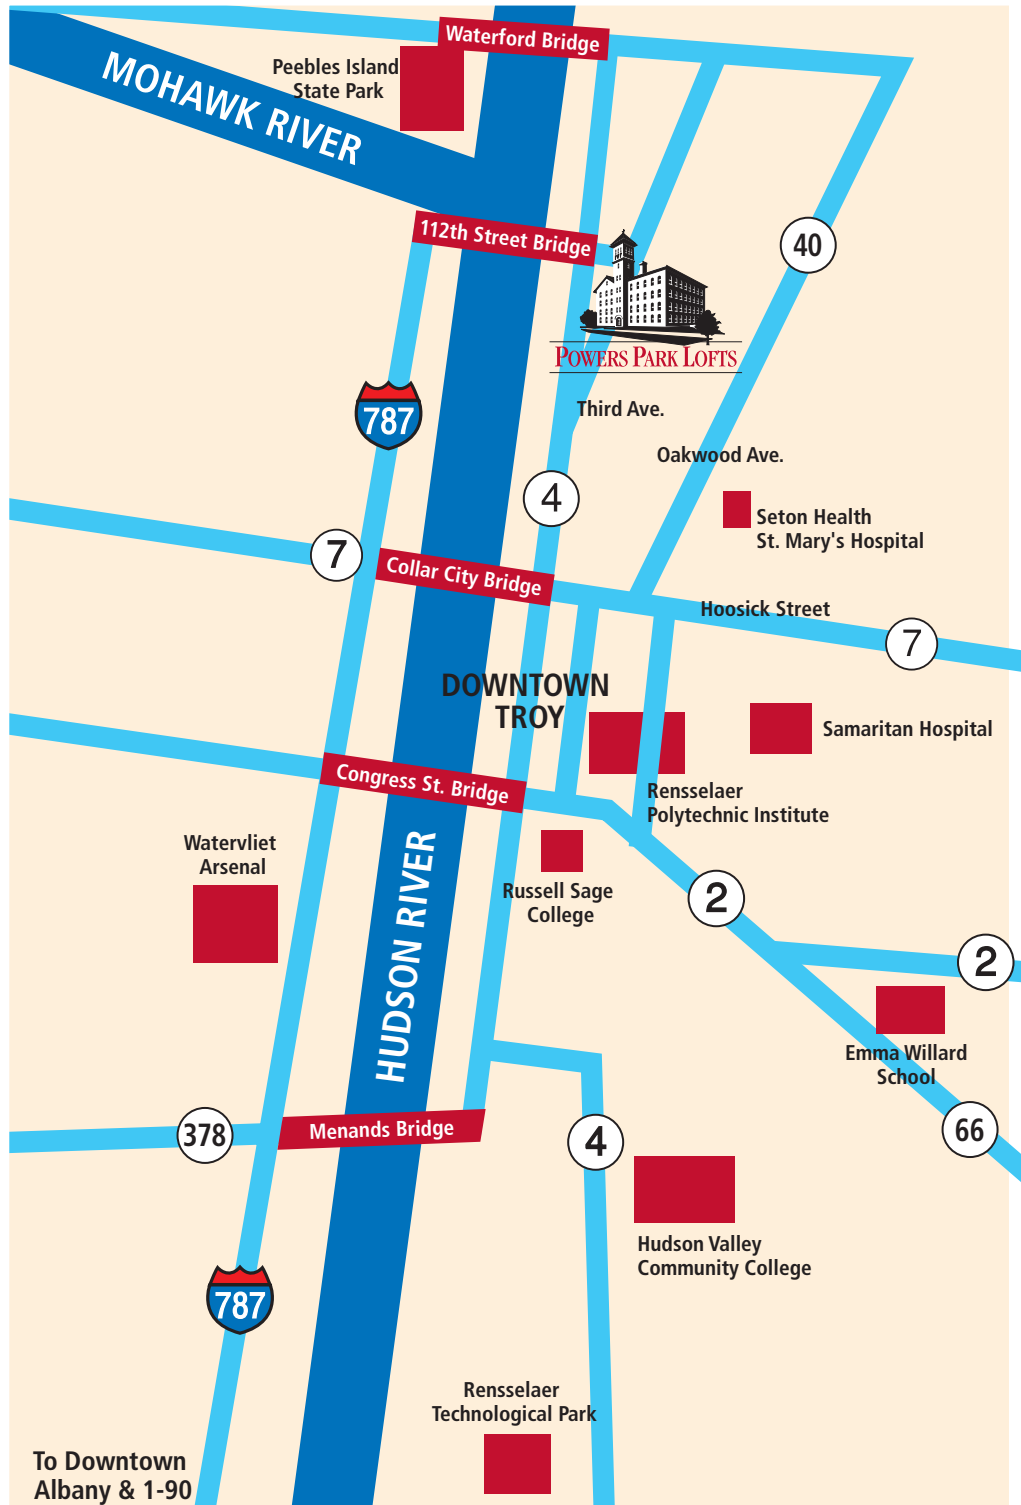 Waterford Bridge
Peebles Island
State Park
MOHAWK RIVER
112th Street Bridge
40
POWERS PARK LOFTS
787
Third Ave.
Oakwood Ave.
4
Seton Health
St. Mary's Hospital
7
Collar City Bridge
Hoosick Street
7
DOWNTOWN
TROY
Samaritan Hospital
Congress St. Bridge
Rensselaer
Polytechnic Institute
Watervliet
Arsenal
HUDSON RIVER
Russell Sage
College
2
2
Emma Willard
School
378
Menands Bridge
4
66
Hudson Valley
Community College
787
Rensselaer
Technological Park
To Downtown
Albany & 1-90